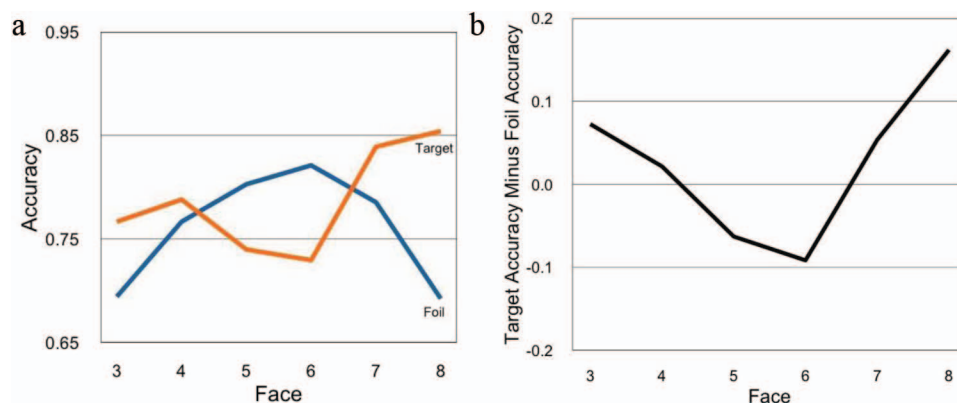 a
0.95
0.85
0.75
0.65
Accuracy
Target
Foil
3 4 5 6 7 8
Face
b
0.2
0.1
0.0
-0.1
-0.2
Target Accuracy Minus Foil Accuracy
3 4 5 6 7 8
Face